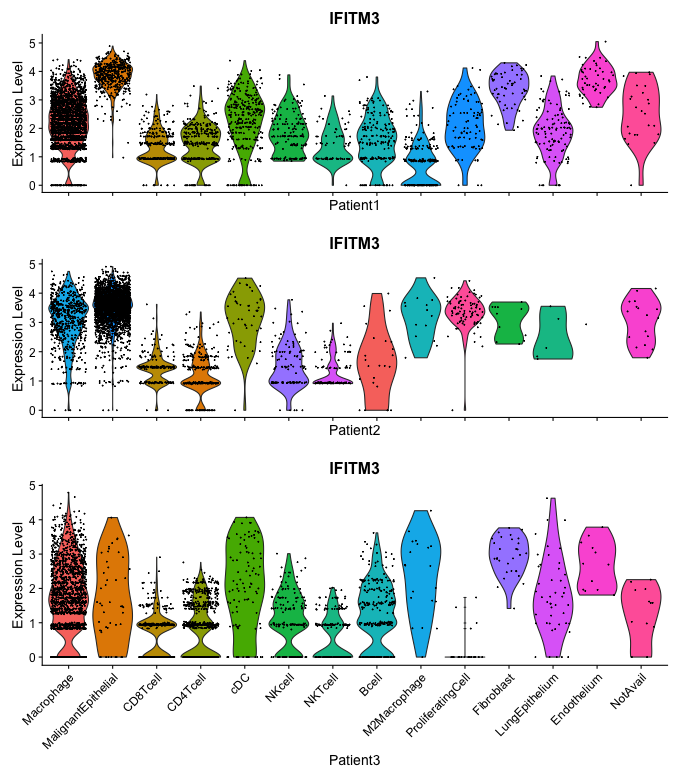 IFITM3
Expression Level
5
4
3
2
1
0
Patient1
IFITM3
Expression Level
5
4
3
2
1
0
Patient2
IFITM3
Expression Level
5
4
3
2
1
0
Macrophage
MalignantEpithelial
CD8Tcell
CD4Tcell
cDC
NKcell
NKTcell
Bcell
M2Macrophage
ProliferatingCell
Fibroblast
LungEpithelium
Endothelium
NotAvail
Patient3